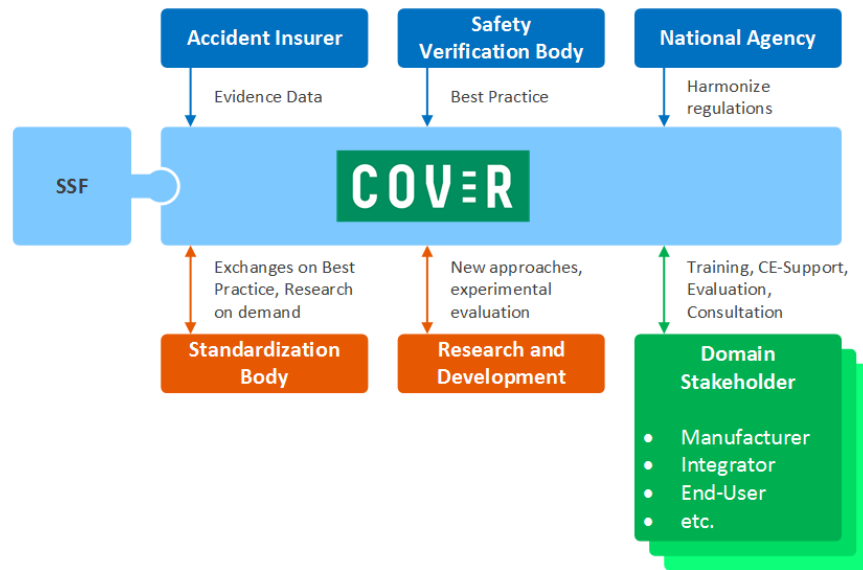 Accident Insurer
Safety
Verification Body
National Agency
Evidence Data
Best Practice
Harmonize
regulations
SSF
COVER
Exchanges on Best
Practice, Research
on demand
New approaches,
experimental
evaluation
Training, CE-Support,
Evaluation,
Consultation
Standardization
Body
Research and
Development
Domain
Stakeholder
• Manufacturer
• Integrator
• End-User
• etc.